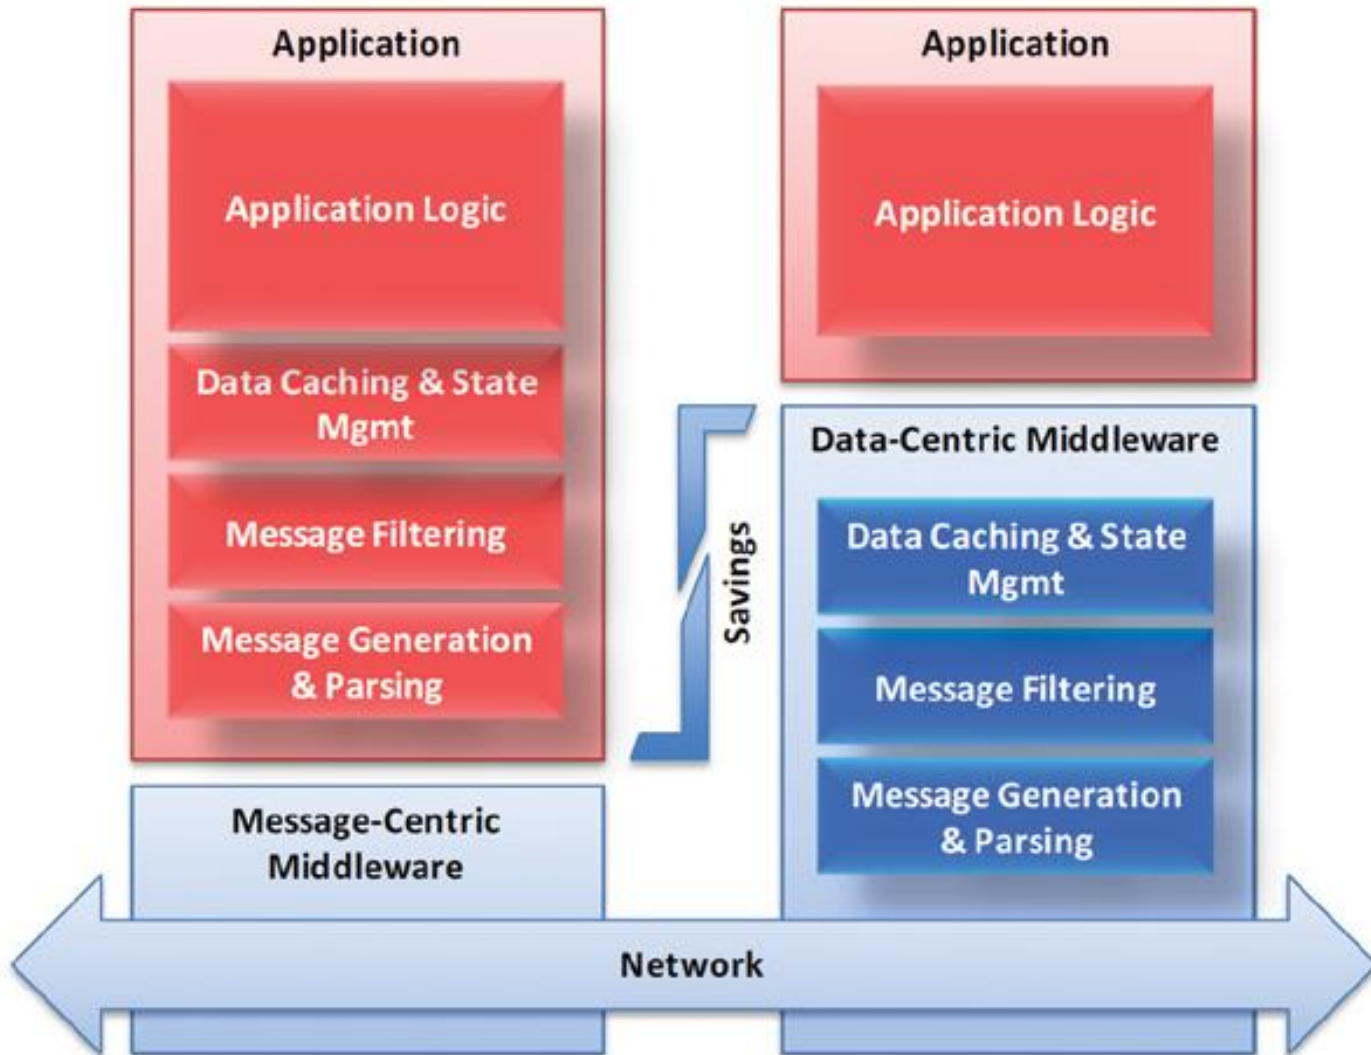 Application
Application Logic
Data Caching & State
Mgmt
Message Filtering
Message Generation
& Parsing
Message-Centric
Middleware
Savings
Application
Application Logic
Data-Centric Middleware
Data Caching & State
Mgmt
Message Filtering
Message Generation
& Parsing
Network